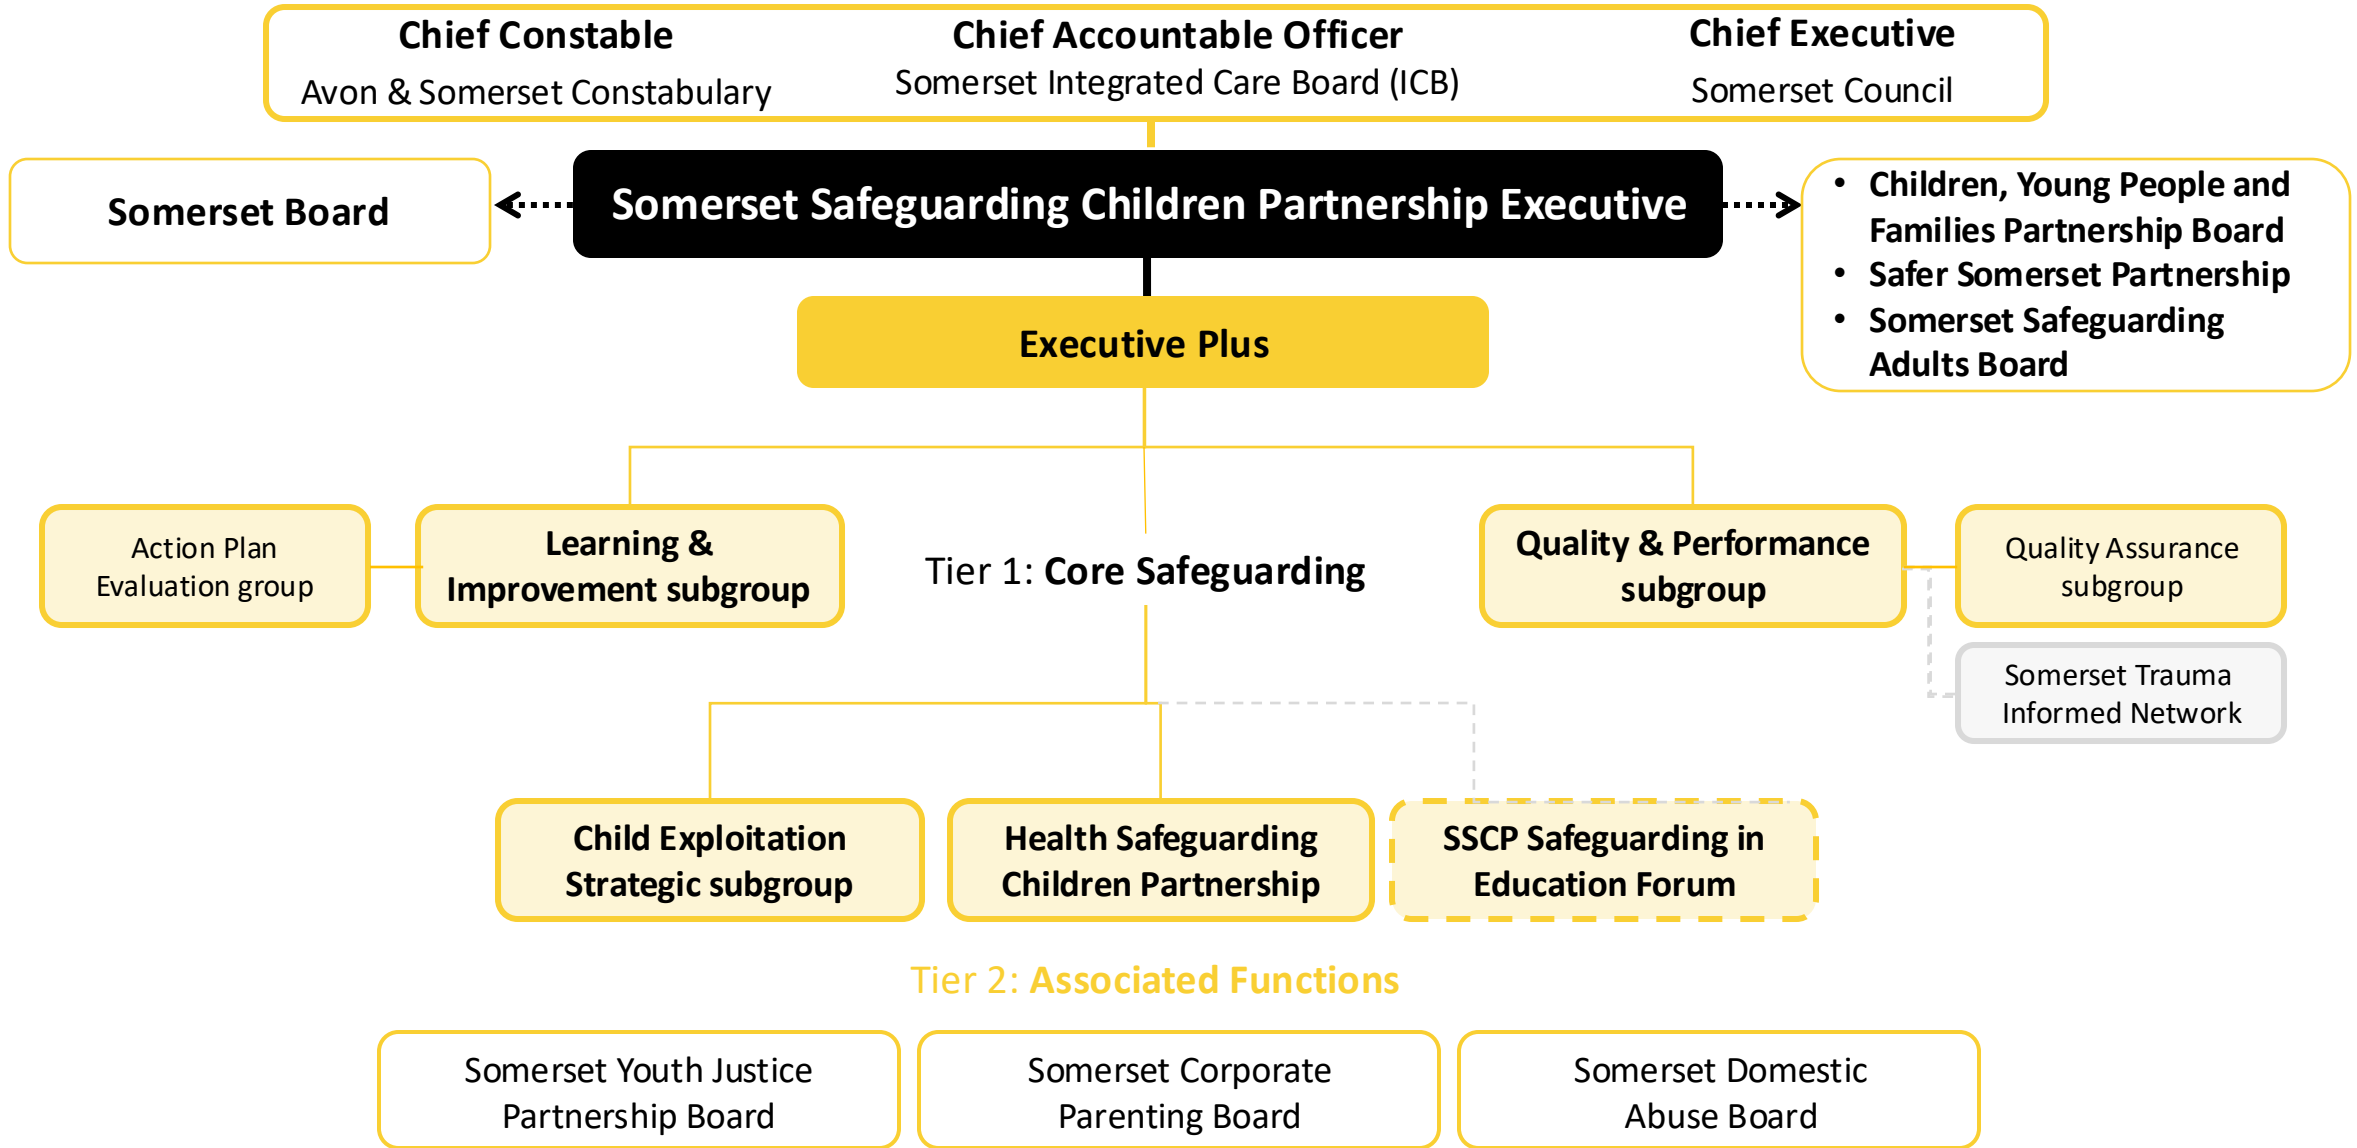 Chief Constable
Avon & Somerset Constabulary
Chief Accountable Officer
Somerset Integrated Care Board (ICB)
Chief Executive
Somerset Council
Somerset Board
Somerset Safeguarding Children Partnership Executive
• Children, Young People and
Families Partnership Board
• Safer Somerset Partnership
• Somerset Safeguarding
Adults Board
Executive Plus
Action Plan
Evaluation group
Learning &
Improvement subgroup
Tier 1: Core Safeguarding
Quality & Performance
subgroup
Quality Assurance
subgroup
Somerset Trauma
Informed Network
Child Exploitation
Strategic subgroup
Health Safeguarding
Children Partnership
SSCP Safeguarding in
Education Forum
Tier 2: Associated Functions
Somerset Youth Justice
Partnership Board
Somerset Corporate
Parenting Board
Somerset Domestic
Abuse Board